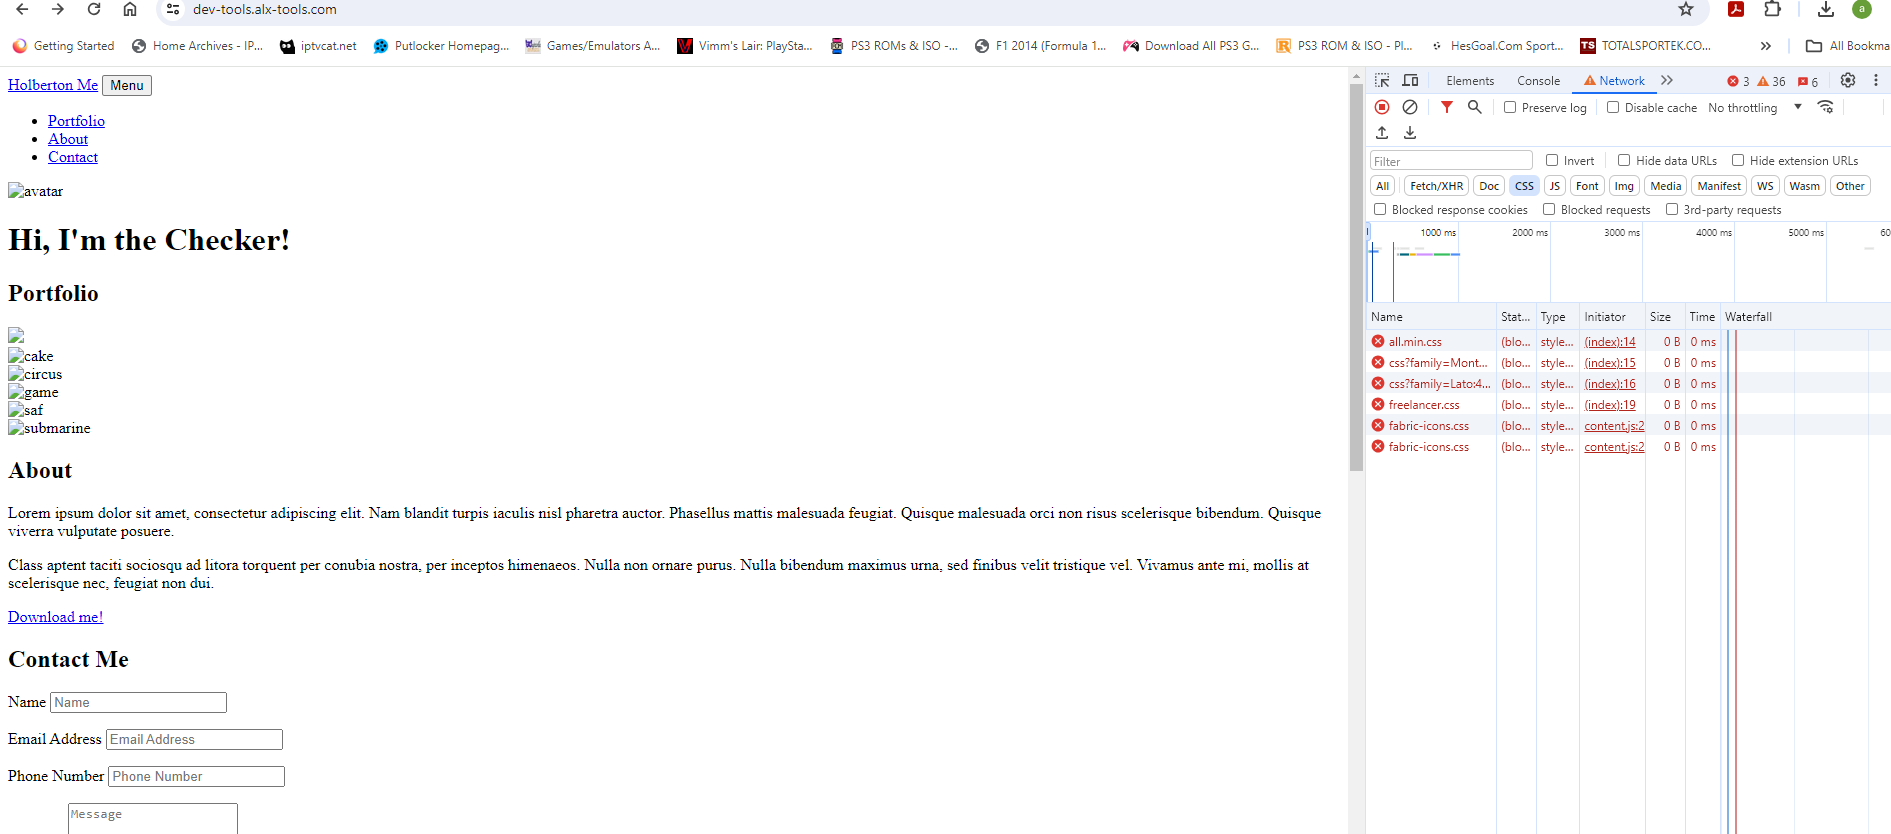 dev-tools.alx-tools.com
a
Getting Started Home Archives - IP... iptvcat.net Putlocker Homepag... Games/Emulators A... Vimm's Lair: PlaySta... PS3 ROMs & ISO -... F1 2014 (Formula 1... Download All PS3 G... PS3 ROM & ISO - Pl... HesGoal.Com Sport... TS TOTALSPORTEK.CO... All Bookma
Holberton Me Menu
Portfolio
About
Contact
avatar
Hi, I'm the Checker!
Portfolio
cake
circus
game
saf
submarine
About
Lorem ipsum dolor sit amet, consectetur adipiscing elit. Nam blandit turpis iaculis nisl pharetra auctor. Phasellus mattis malesuada feugiat. Quisque malesuada orci non risus scelerisque bibendum. Quisque
viverra vulputate posuere.
Class aptent taciti sociosqu ad litora torquent per conubia nostra, per inceptos himenaeos. Nulla non ornare purus. Nulla bibendum maximus urna, sed finibus velit tristique vel. Vivamus ante mi, mollis at
scelerisque nec, feugiat non dui.
Download me!
Contact Me
Name Name
Email Address Email Address
Phone Number Phone Number
Message
Elements Console Network 3 36 6
Preserve log Disable cache No throttling
Filter Invert Hide data URLs Hide extension URLs
All Fetch/XHR Doc CSS JS Font Img Media Manifest WS Wasm Other
Blocked response cookies Blocked requests 3rd-party requests
1000 ms 2000 ms 3000 ms 4000 ms 5000 ms 60
Name Stat... Type Initiator Size Time Waterfall
all.min.css (blo... style... (index):14 0 B 0 ms
css?family=Mont... (blo... style... (index):15 0 B 0 ms
css?family=Lato:4... (blo... style... (index):16 0 B 0 ms
freelancer.css (blo... style... (index):19 0 B 0 ms
fabric-icons.css (blo... style... content.js:2 0 B 0 ms
fabric-icons.css (blo... style... content.js:2 0 B 0 ms